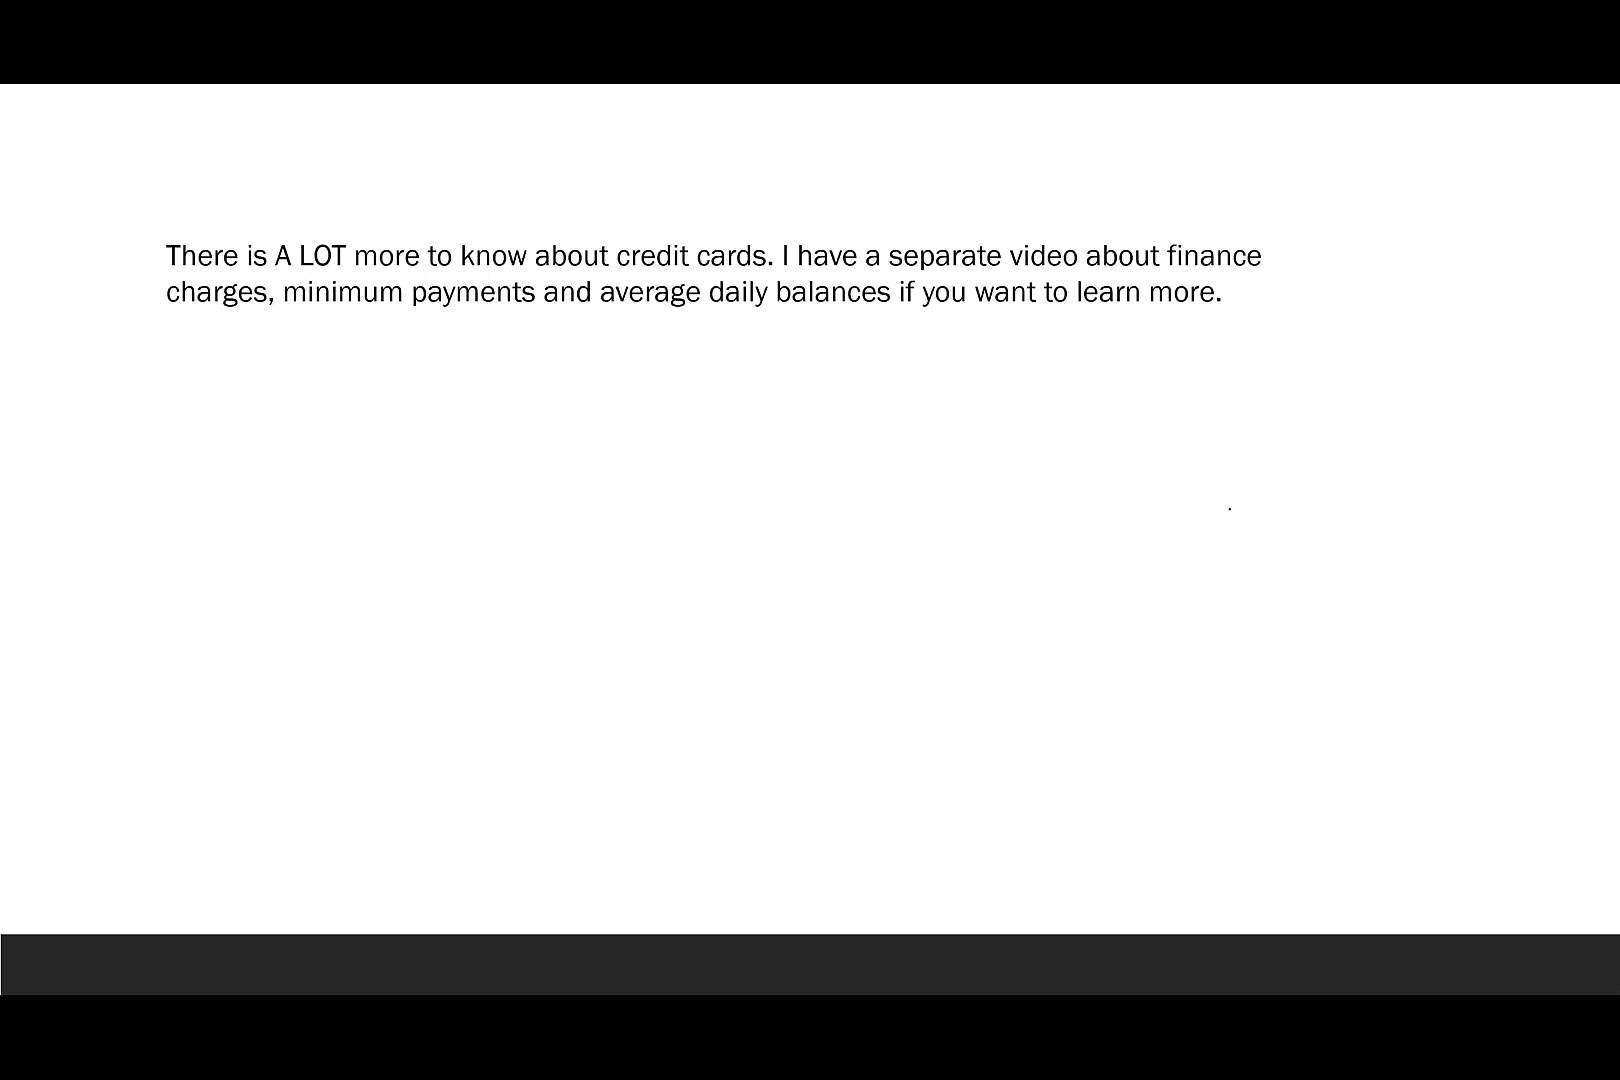 There is A LOT more to know about credit cards. I have a separate video about finance
charges, minimum payments and average daily balances if you want to learn more.